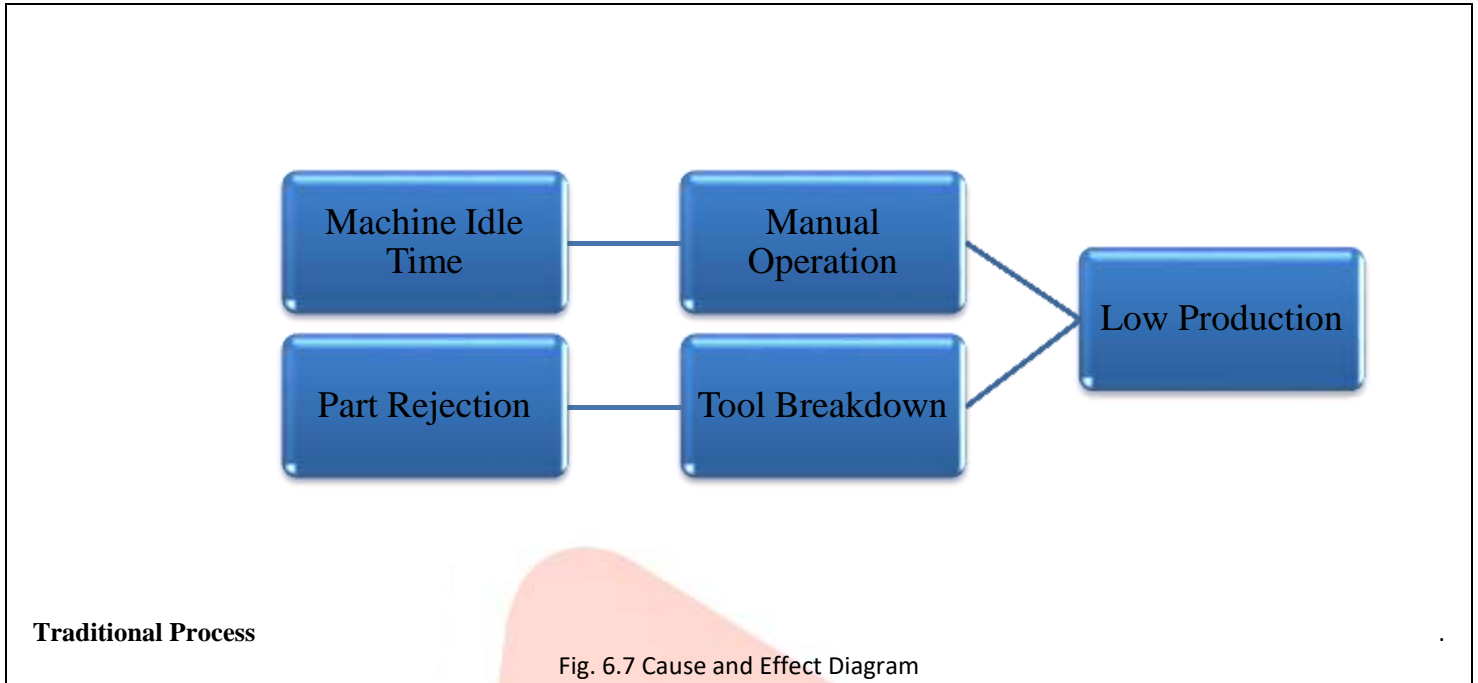 Machine Idle
Time
Manual
Operation
Low Production
Part Rejection
Tool Breakdown
Traditional Process .
Fig. 6.7 Cause and Effect Diagram